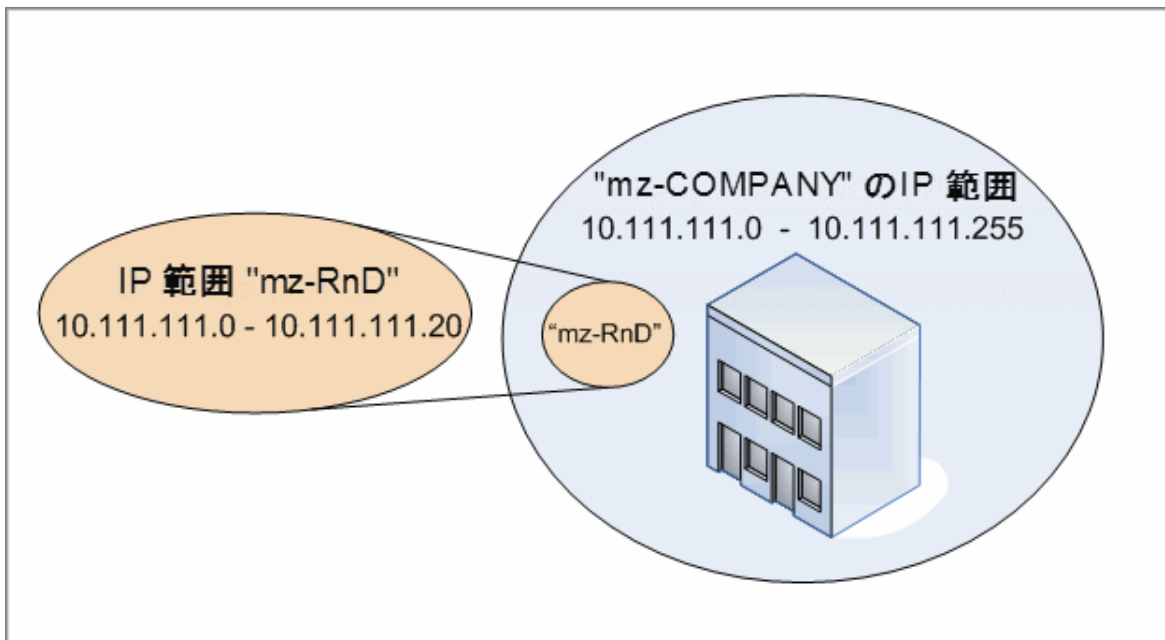 "mz-COMPANY" のIP 範囲
10.111.111.0 - 10.111.111.255
IP 範囲 "mz-RnD"
10.111.111.0 - 10.111.111.20
“mz-RnD”